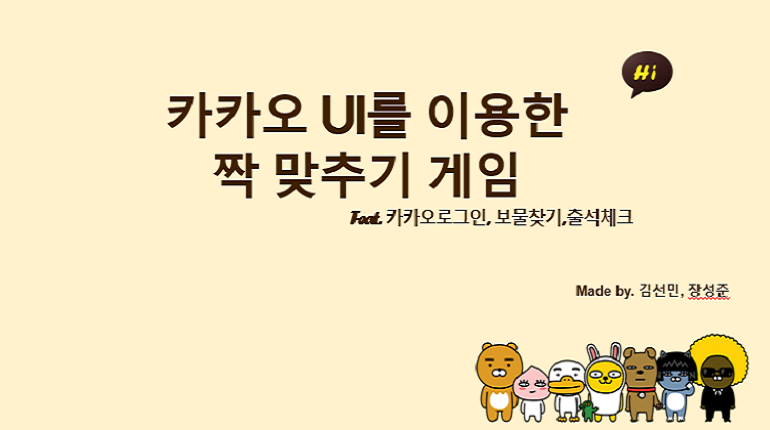 Hi
카카오 UI를 이용한
짝 맞추기 게임
Feat. 카카오로그인, 보물찾기,출석체크
Made by. 김선민, 장성준